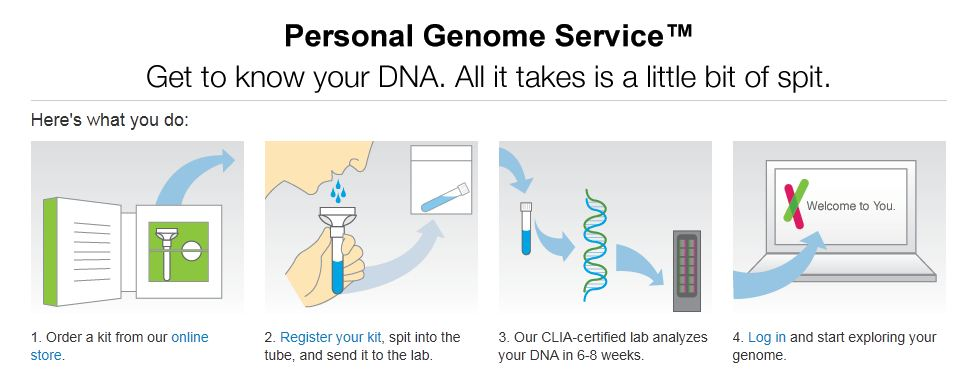 Personal Genome Service™
Get to know your DNA. All it takes is a little bit of spit.
Here's what you do:
Welcome to You.
1. Order a kit from our online
store.
2. Register your kit, spit into the
tube, and send it to the lab.
3. Our CLIA-certified lab analyzes
your DNA in 6-8 weeks.
4. Log in and start exploring your
genome.